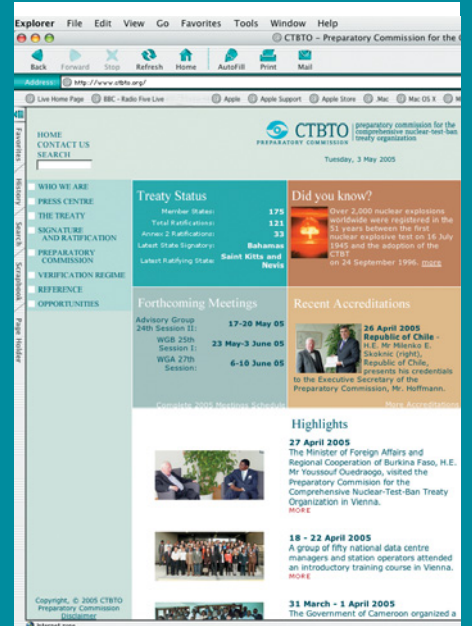 Explorer File Edit View Go Favorites Tools Window Help
CTBTO – Preparatory Commission for the
Back Forward Stop Refresh Home AutoFill Print Mail
Address: http://www.ctbto.org/
Live Home Page BBC - Radio Five Live Apple Apple Support Apple Store .Mac Mac OS X
Favorites
History
Search
Scrapbook
Page Holder
HOME
CONTACT US
SEARCH
CTBTO
PREPARATORY COMMISSION
preparatory commission for the
comprehensive nuclear-test-ban
treaty organization
Tuesday, 3 May 2005
WHO WE ARE
PRESS CENTRE
THE TREATY
SIGNATURE
AND RATIFICATION
PREPARATORY
COMMISSION
VERIFICATION REGIME
REFERENCE
OPPORTUNITIES
Treaty Status
Member States: 175
Total Ratifications: 121
Annex 2 Ratifications: 33
Latest State Signatory: Bahamas
Latest Ratifying State: Saint Kitts and
Nevis
Did you know?
Over 2,000 nuclear explosions
worldwide were registered in the
51 years between the first
nuclear explosive test on 16 July
1945 and the adoption of the
CTBT
on 24 September 1996. more
Forthcoming Meetings
Advisory Group
24th Session II: 17-20 May 05
WGB 25th
Session I: 23 May-3 June 05
WGA 27th
Session: 6-10 June 05
Complete 2005 Meetings Schedule
Recent Accreditations
26 April 2005
Republic of Chile -
H.E. Mr Milenko E.
Skoknic (right),
Republic of Chile,
presents his credentials
to the Executive Secretary of the
Preparatory Commission, Mr. Hoffmann.
More Accreditations
Highlights
27 April 2005
The Minister of Foreign Affairs and
Regional Cooperation of Burkina Faso, H.E.
Mr Youssouf Ouedraogo, visited the
Preparatory Commision for the
Comprehensive Nuclear-Test-Ban Treaty
Organization in Vienna.
MORE
18 - 22 April 2005
A group of fifty national data centre
managers and station operators attended
an introductory training course in Vienna.
MORE
31 March - 1 April 2005
The Government of Cameroon organized a
Copyright, © 2005 CTBTO
Preparatory Commission
Disclaimer
Internet zone